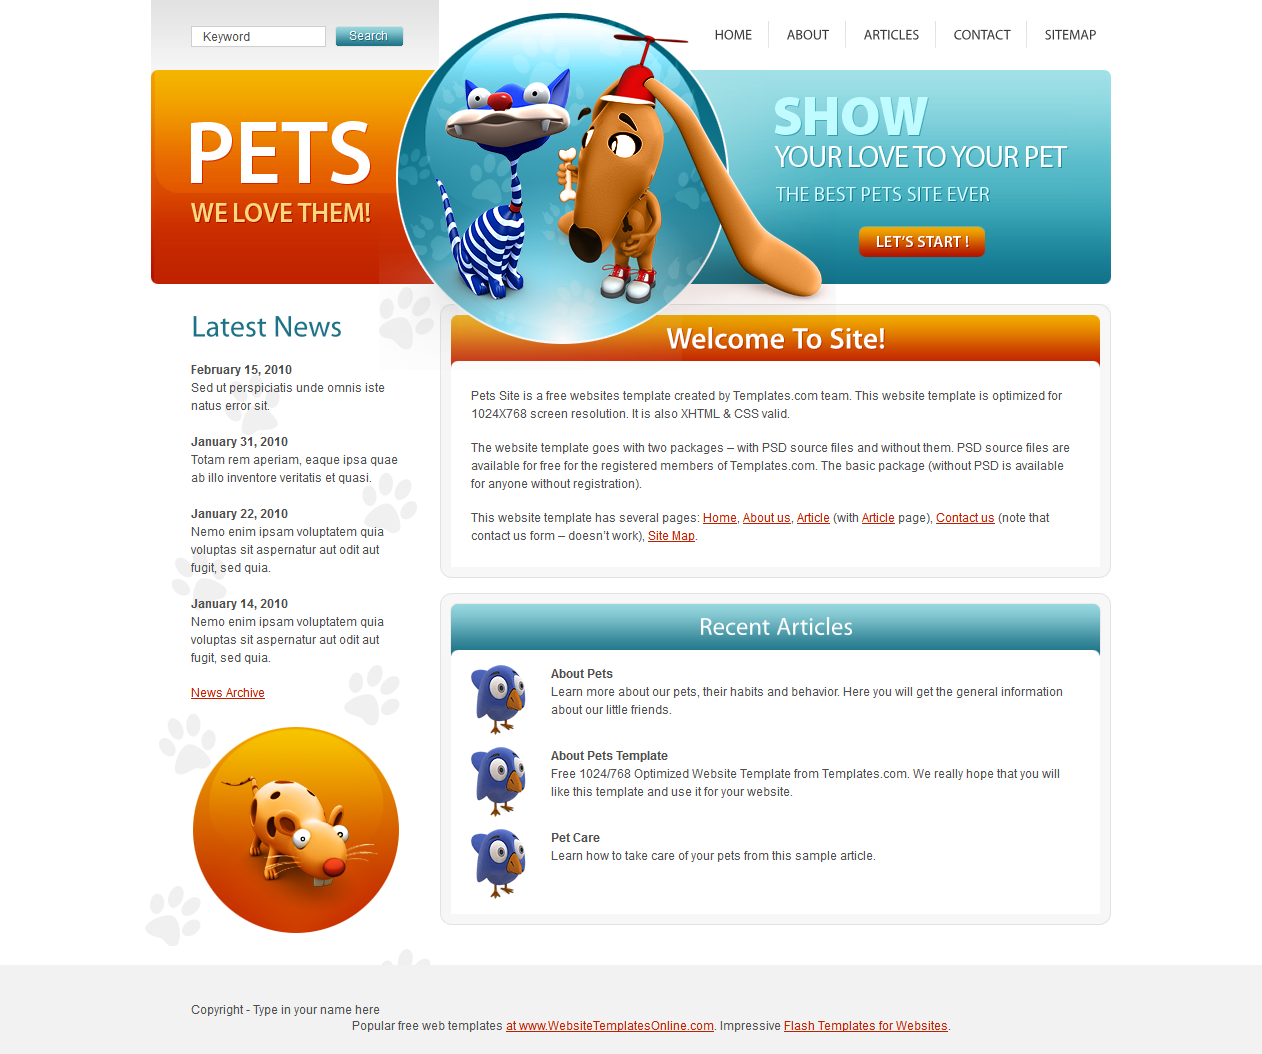 Keyword
Search
HOME
ABOUT
ARTICLES
CONTACT
SITEMAP
PETS
WE LOVE THEM!
SHOW
YOUR LOVE TO YOUR PET
THE BEST PETS SITE EVER
LET'S START !
Latest News
February 15, 2010
Sed ut perspiciatis unde omnis iste
natus error sit.
January 31, 2010
Totam rem aperiam, eaque ipsa quae
ab illo inventore veritatis et quasi.
January 22, 2010
Nemo enim ipsam voluptatem quia
voluptas sit aspernatur aut odit aut
fugit, sed quia.
January 14, 2010
Nemo enim ipsam voluptatem quia
voluptas sit aspernatur aut odit aut
fugit, sed quia.
News Archive
Welcome To Site!
Pets Site is a free websites template created by Templates.com team. This website template is optimized for
1024X768 screen resolution. It is also XHTML & CSS valid.
The website template goes with two packages – with PSD source files and without them. PSD source files are
available for free for the registered members of Templates.com. The basic package (without PSD is available
for anyone without registration).
This website template has several pages: Home, About us, Article (with Article page), Contact us (note that
contact us form – doesn't work), Site Map.
Recent Articles
About Pets
Learn more about our pets, their habits and behavior. Here you will get the general information
about our little friends.
About Pets Template
Free 1024/768 Optimized Website Template from Templates.com. We really hope that you will
like this template and use it for your website.
Pet Care
Learn how to take care of your pets from this sample article.
Copyright - Type in your name here
Popular free web templates at www.WebsiteTemplatesOnline.com. Impressive Flash Templates for Websites.